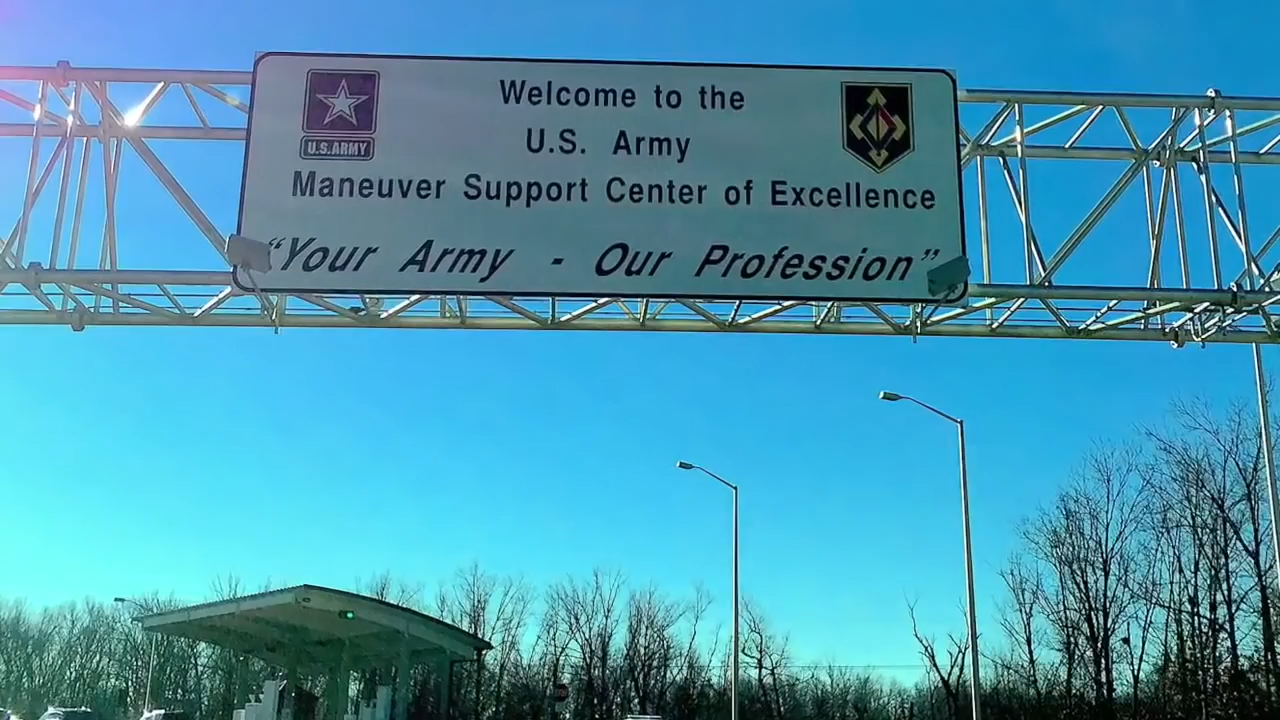 Welcome to the
U.S. Army
Maneuver Support Center of Excellence
"Your Army - Our Profession"
U.S.ARMY